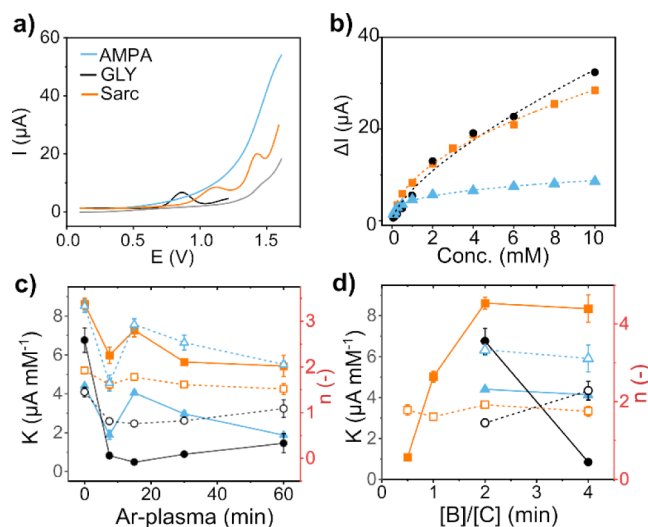 a)
60
40
20
0
I (µA)
AMPA
GLY
Sarc
0.0 0.5 1.0 1.5
E (V)
b)
40
20
0
ΔI (µA)
0 2 4 6 8 10
Conc. (mM)
c)
8
6
4
2
0
K (µA mM⁻¹)
3
2
1
0
n (-)
0 20 40 60
Ar-plasma (min)
d)
8
6
4
2
0
K (µA mM⁻¹)
4
2
0
n (-)
0 1 2 3 4
[B]/[C] (min)